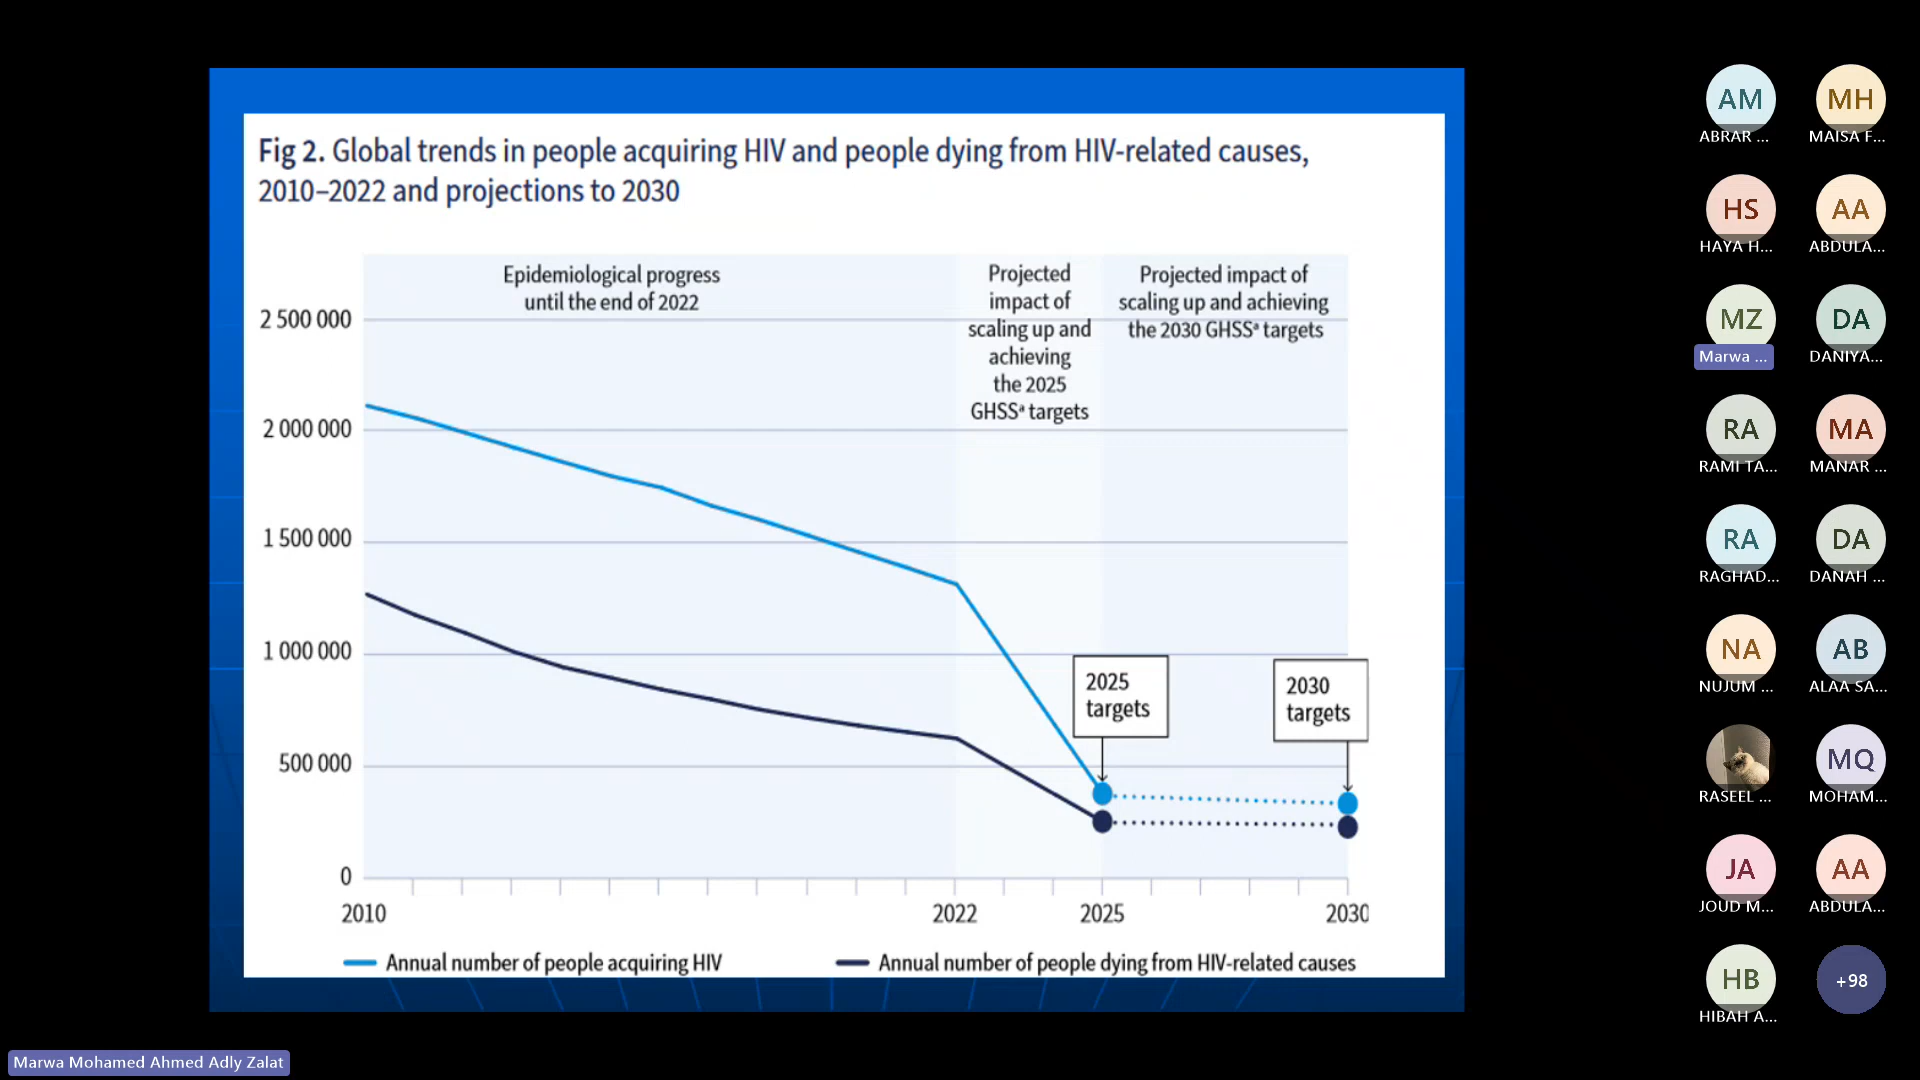 Fig 2. Global trends in people acquiring HIV and people dying from HIV-related causes,
2010–2022 and projections to 2030
Epidemiological progress
until the end of 2022
Projected
impact of
scaling up and
achieving
the 2025
GHSSᵃ targets
Projected impact of
scaling up and achieving
the 2030 GHSSᵃ targets
2 500 000
2 000 000
1 500 000
1 000 000
500 000
0
2025
targets
2030
targets
2010
2022
2025
2030
Annual number of people acquiring HIV
Annual number of people dying from HIV-related causes
AM
ABRAR ...
MH
MAISA F...
HS
HAYA H...
AA
ABDULA...
MZ
Marwa ...
DA
DANIYA...
RA
RAMI TA...
MA
MANAR ...
RA
RAGHAD...
DA
DANAH ...
NA
NUJUM ...
AB
ALAA SA...
RASEEL ...
MQ
MOHAM...
JA
JOUD M...
AA
ABDULA...
HB
HIBAH A...
+98
Marwa Mohamed Ahmed Adly Zalat